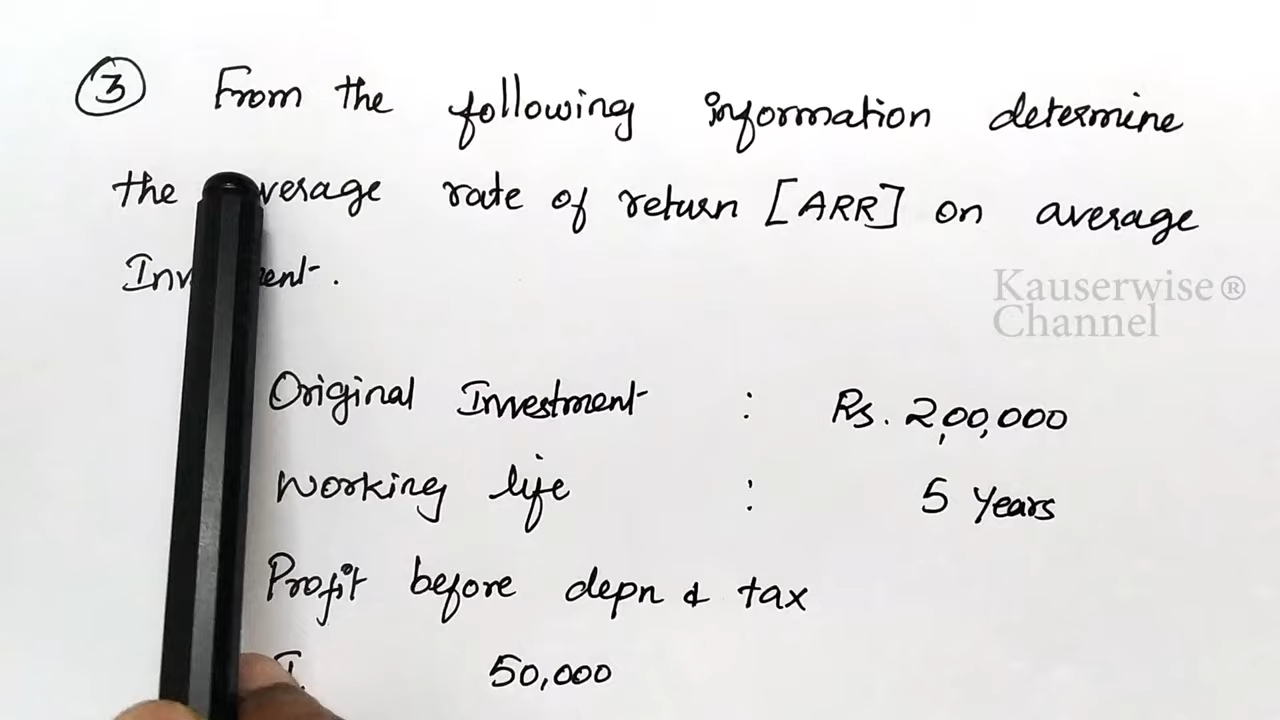 ③ From the following information determine
the verage rate of return [ARR] on average
Inv ent.
Kauserwise®
Channel
Original Investment : Rs. 2,00,000
Working life : 5 Years
Profit before depn & tax
I. 50,000